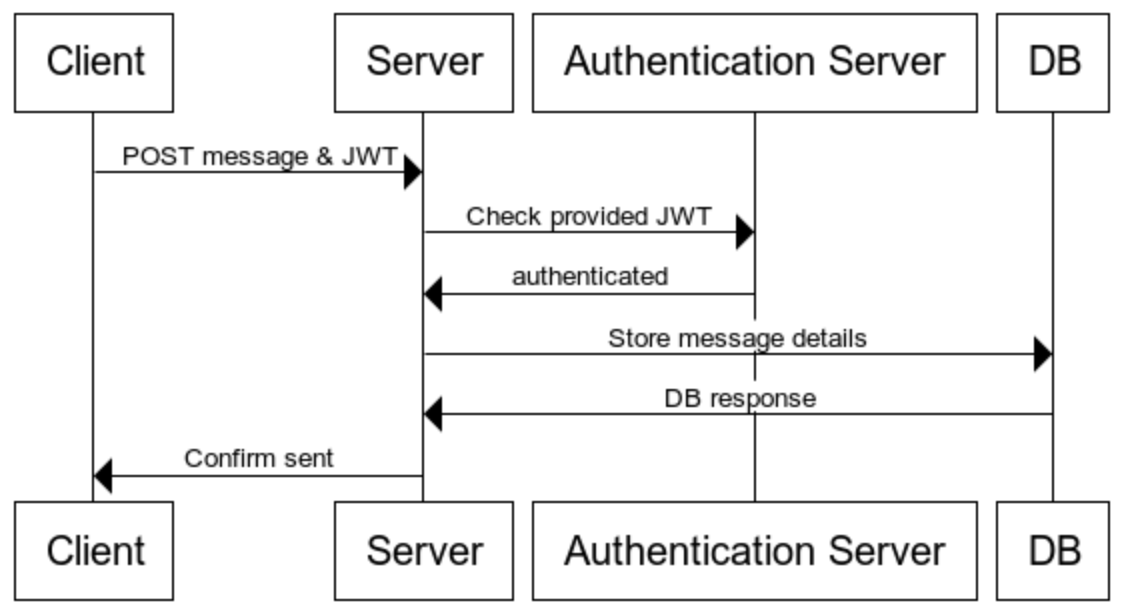 Client
Server
Authentication Server
DB
POST message & JWT
Check provided JWT
authenticated
Store message details
DB response
Confirm sent
Client
Server
Authentication Server
DB